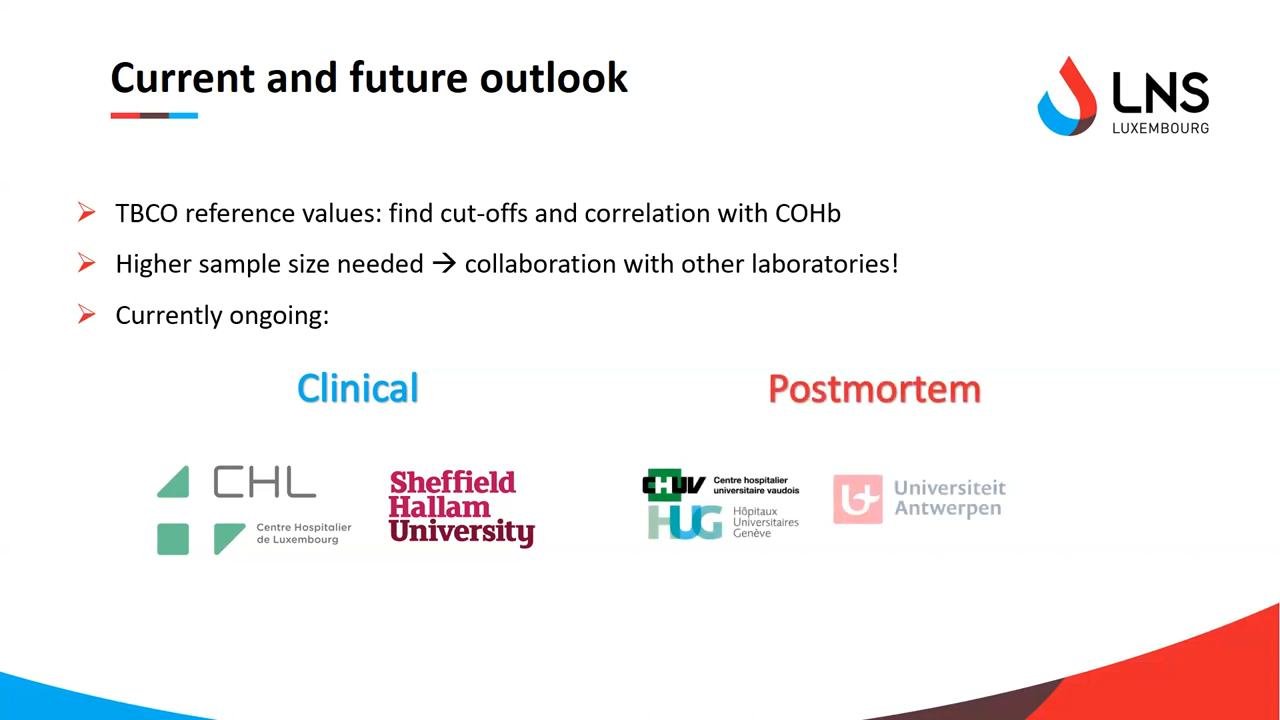 Current and future outlook
LNS
LUXEMBOURG
TBCO reference values: find cut-offs and correlation with COHb
Higher sample size needed → collaboration with other laboratories!
Currently ongoing:
Clinical
Postmortem
CHL
Centre Hospitalier
de Luxembourg
Sheffield
Hallam
University
CHUV
Centre hospitalier
universitaire vaudois
HUG
Hôpitaux
Universitaires
Genève
Universiteit
Antwerpen